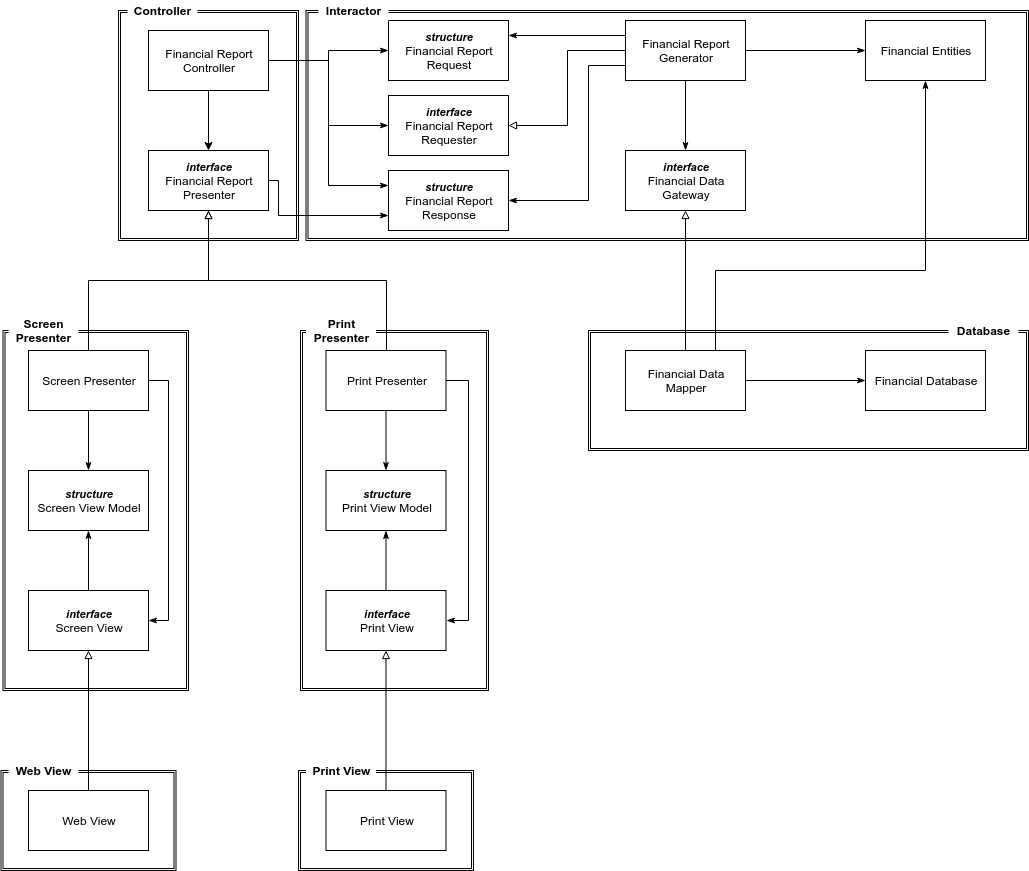 Controller
Interactor
Financial Report
Controller
structure
Financial Report
Request
Financial Report
Generator
Financial Entities
interface
Financial Report
Requester
interface
Financial Report
Presenter
structure
Financial Report
Response
interface
Financial Data
Gateway
Screen
Presenter
Print
Presenter
Database
Screen Presenter
Print Presenter
Financial Data
Mapper
Financial Database
structure
Screen View Model
structure
Print View Model
interface
Screen View
interface
Print View
Web View
Print View
Web View
Print View